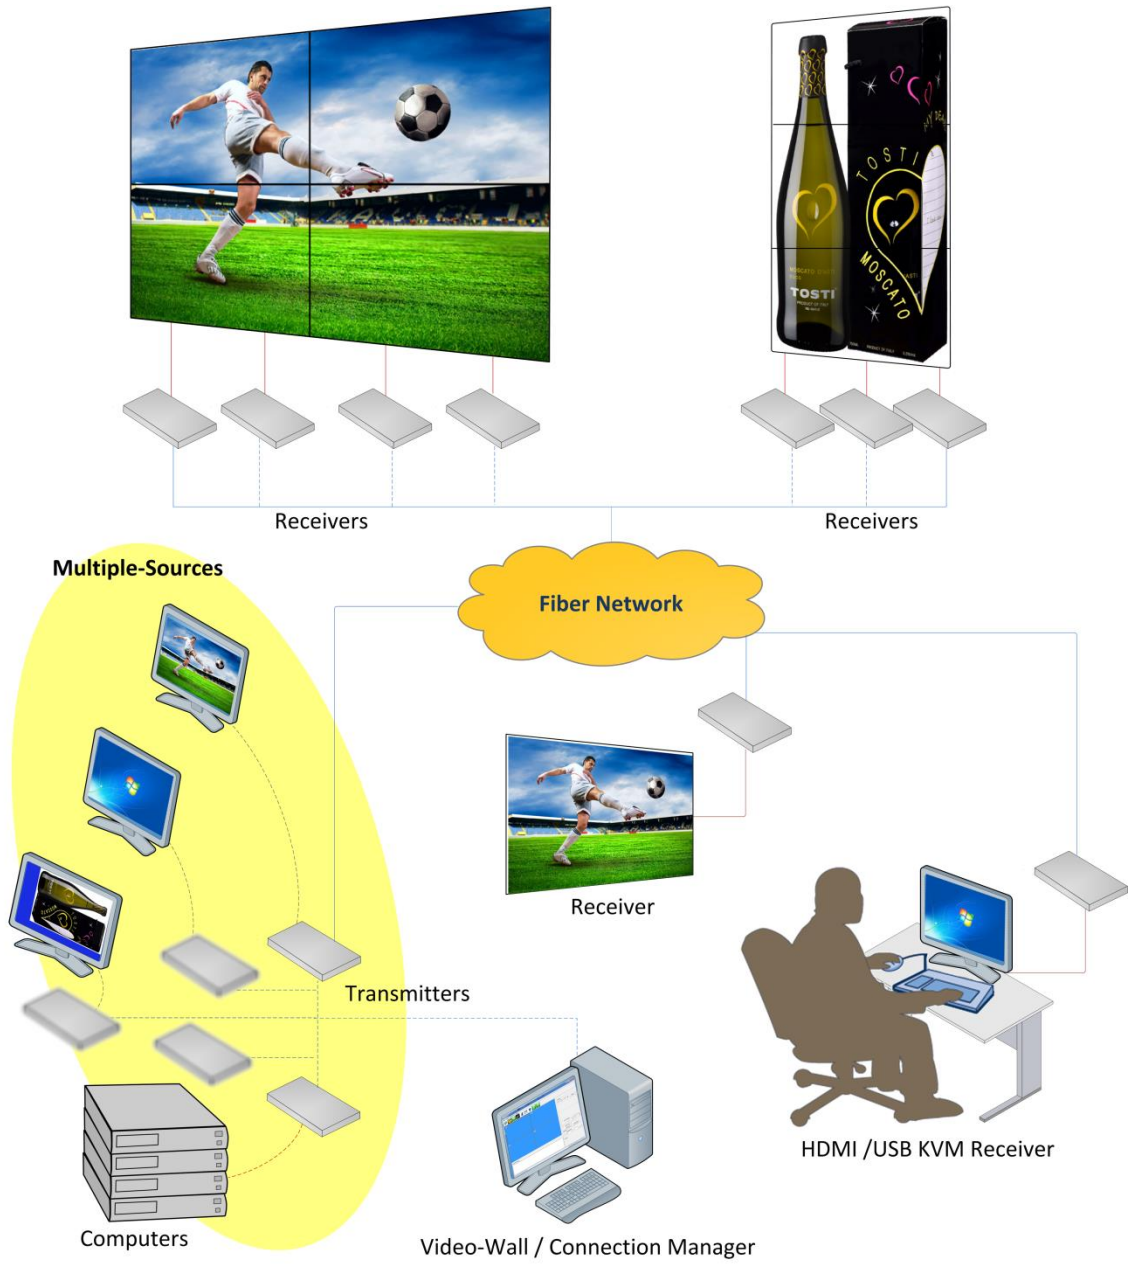 TOSTI
MOSCATO
TOSTI
Receivers
Receivers
Multiple-Sources
Fiber Network
Receiver
Transmitters
HDMI /USB KVM Receiver
Computers
Video-Wall / Connection Manager